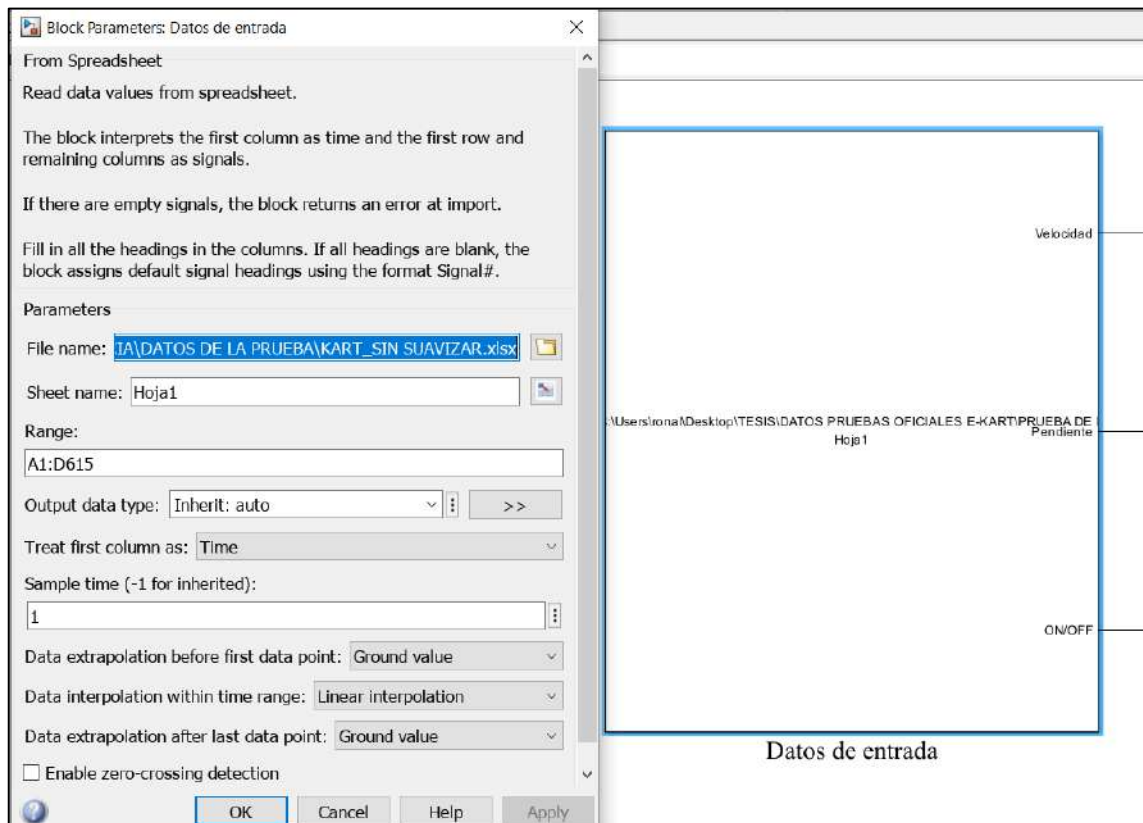 Block Parameters: Datos de entrada
From Spreadsheet
Read data values from spreadsheet.
The block interprets the first column as time and the first row and
remaining columns as signals.
If there are empty signals, the block returns an error at import.
Fill in all the headings in the columns. If all headings are blank, the
block assigns default signal headings using the format Signal#.
Parameters
File name: IA\DATOS DE LA PRUEBA\KART_SIN SUAVIZAR.xlsx
Sheet name: Hoja1
Range:
A1:D615
Output data type: Inherit: auto >>
Treat first column as: Time
Sample time (-1 for inherited):
1
Data extrapolation before first data point: Ground value
Data interpolation within time range: Linear interpolation
Data extrapolation after last data point: Ground value
Enable zero-crossing detection
OK Cancel Help Apply
Velocidad
:\Users\ronal\Desktop\TESIS\DATOS PRUEBAS OFICIALES E-KART\PRUEBA DE
Pendiente
Hoja1
ON/OFF
Datos de entrada